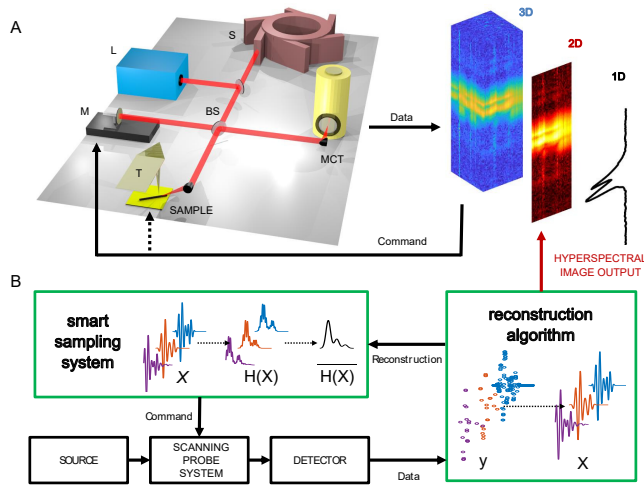 A
S
L
M
BS
T
MCT
SAMPLE
Data
Command
3D
2D
1D
HYPERSPECTRAL
IMAGE OUTPUT
B
smart
sampling
system
X
H(X)
H(X)
Reconstruction
reconstruction
algorithm
y
X
Command
SOURCE
SCANNING
PROBE
SYSTEM
DETECTOR
Data